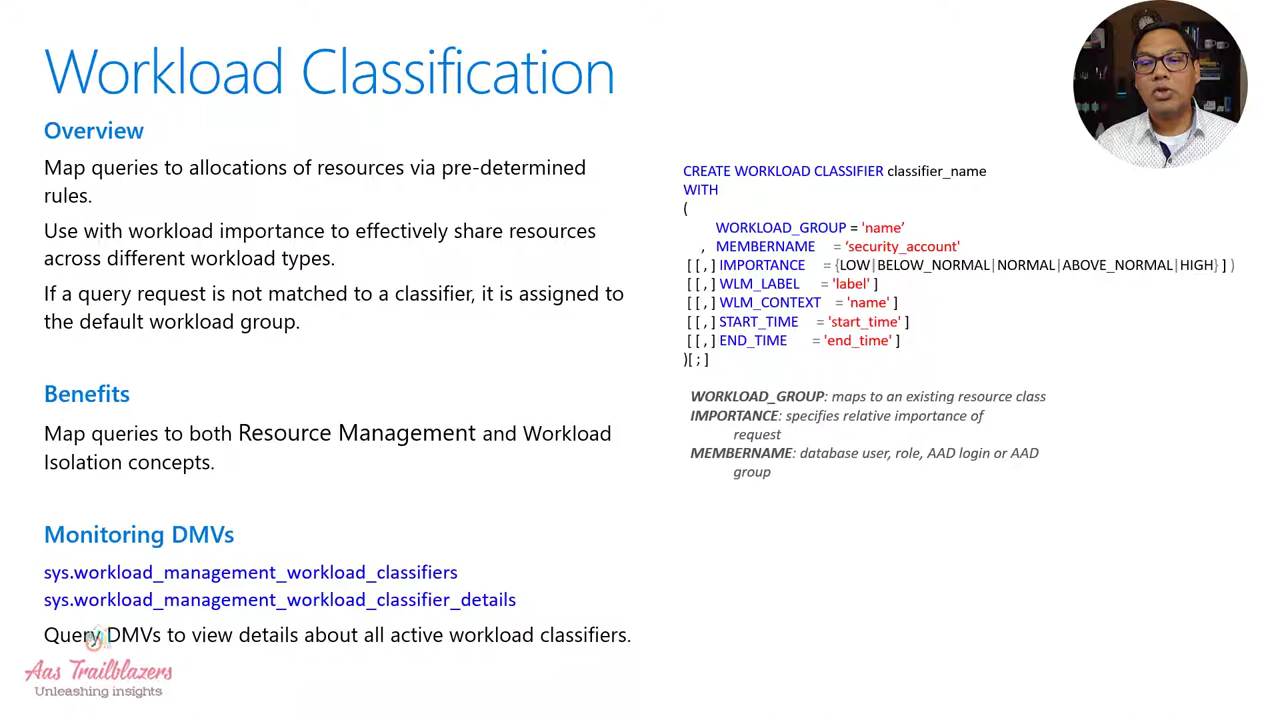 Workload Classification
Overview
Map queries to allocations of resources via pre-determined
rules.
Use with workload importance to effectively share resources
across different workload types.
If a query request is not matched to a classifier, it is assigned to
the default workload group.
Benefits
Map queries to both Resource Management and Workload
Isolation concepts.
Monitoring DMVs
sys.workload_management_workload_classifiers
sys.workload_management_workload_classifier_details
Query DMVs to view details about all active workload classifiers.
Aas Trailblazers
Unleashing insights
CREATE WORKLOAD CLASSIFIER classifier_name
WITH
(
WORKLOAD_GROUP = 'name’
, MEMBERNAME = ‘security_account'
[ [ , ] IMPORTANCE = {LOW|BELOW_NORMAL|NORMAL|ABOVE_NORMAL|HIGH} ] )
[ [ , ] WLM_LABEL = 'label' ]
[ [ , ] WLM_CONTEXT = 'name' ]
[ [ , ] START_TIME = 'start_time' ]
[ [ , ] END_TIME = 'end_time' ]
)[ ; ]
WORKLOAD_GROUP: maps to an existing resource class
IMPORTANCE: specifies relative importance of
request
MEMBERNAME: database user, role, AAD login or AAD
group